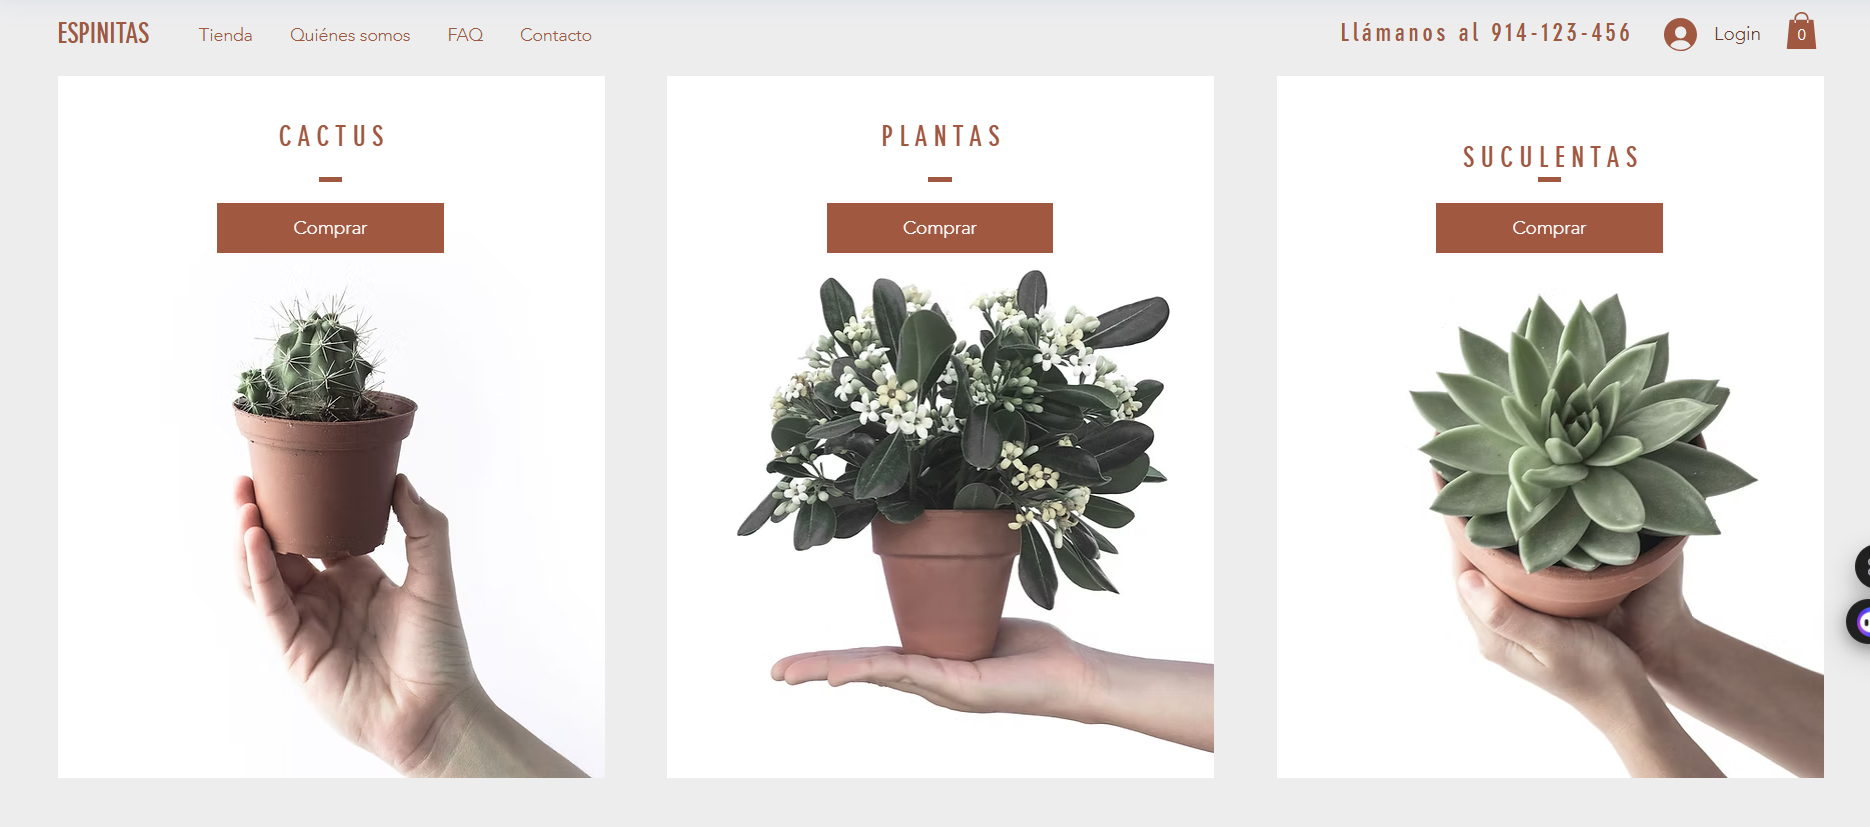 ESPINITAS
Tienda
Quiénes somos
FAQ
Contacto
Llámanos al 914-123-456
Login
0
CACTUS
Comprar
PLANTAS
Comprar
SUCULENTAS
Comprar